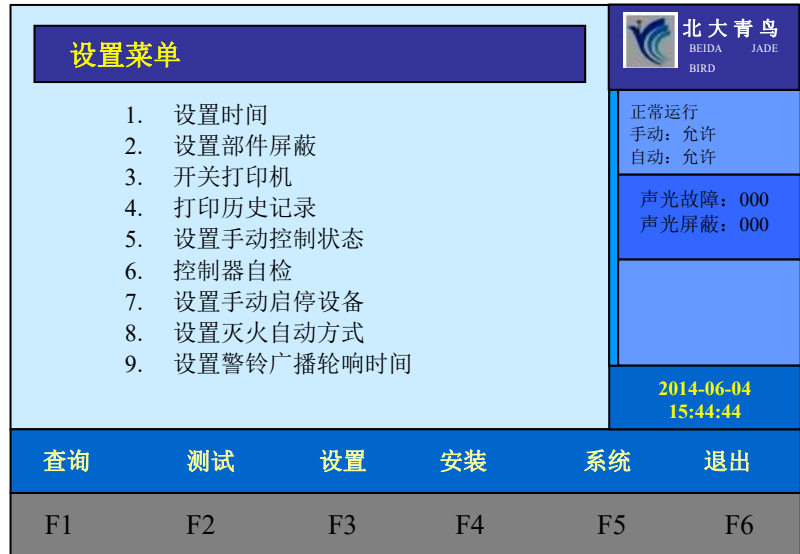 设置菜单
1. 设置时间
2. 设置部件屏蔽
3. 开关打印机
4. 打印历史记录
5. 设置手动控制状态
6. 控制器自检
7. 设置手动启停设备
8. 设置灭火自动方式
9. 设置警铃广播轮响时间
北大青鸟
BEIDA JADE
BIRD
正常运行
手动：允许
自动：允许
声光故障：000
声光屏蔽：000
2014-06-04
15:44:44
查询 测试 设置 安装 系统 退出
F1 F2 F3 F4 F5 F6